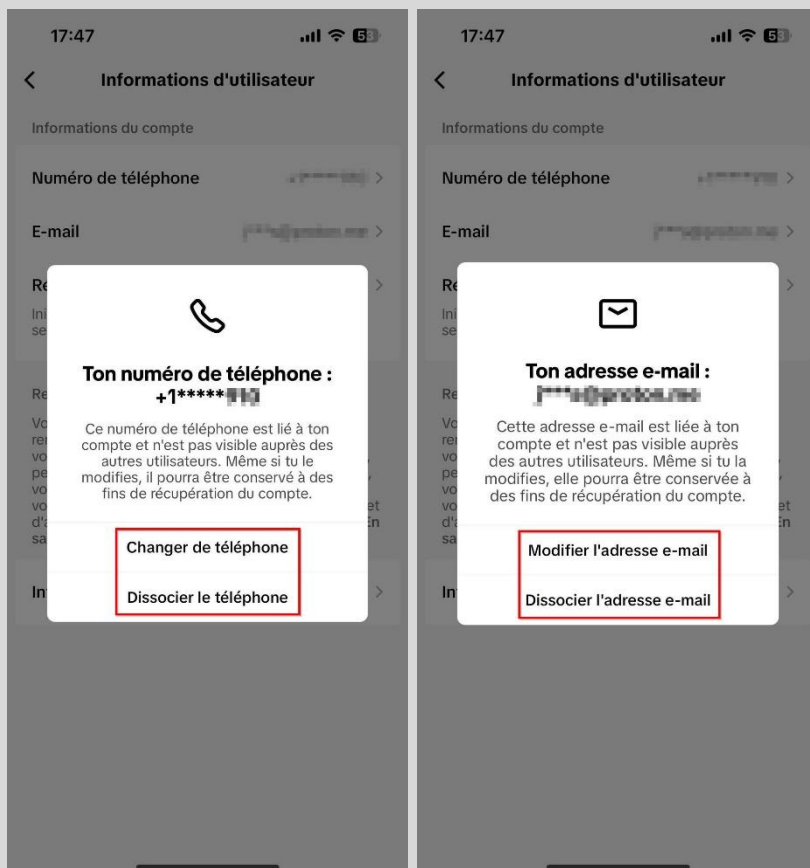 17:47
Informations d'utilisateur
Informations du compte
Numéro de téléphone
E-mail
Ton numéro de téléphone :
+1*****
Ce numéro de téléphone est lié à ton
compte et n'est pas visible auprès des
autres utilisateurs. Même si tu le
modifies, il pourra être conservé à des
fins de récupération du compte.
Changer de téléphone
Dissocier le téléphone
17:47
Informations d'utilisateur
Informations du compte
Numéro de téléphone
E-mail
Ton adresse e-mail :
Cette adresse e-mail est liée à ton
compte et n'est pas visible auprès
des autres utilisateurs. Même si tu la
modifies, elle pourra être conservée à
des fins de récupération du compte.
Modifier l'adresse e-mail
Dissocier l'adresse e-mail